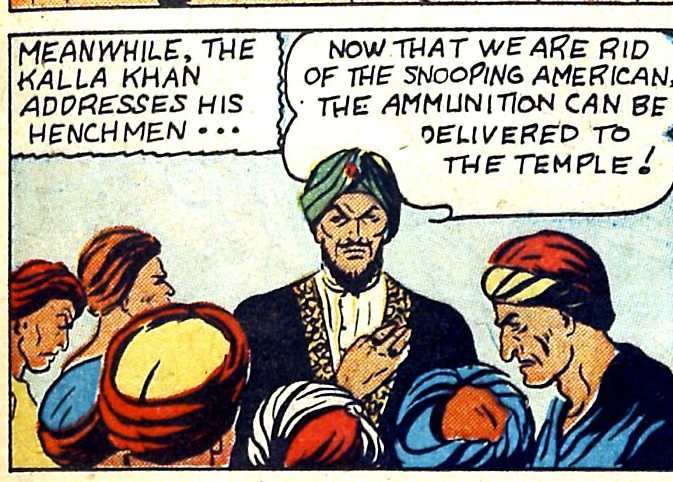 MEANWHILE, THE
KALLA KHAN
ADDRESSES HIS
HENCHMEN •••
NOW THAT WE ARE RID
OF THE SNOOPING AMERICAN,
THE AMMUNITION CAN BE
DELIVERED TO
THE TEMPLE!